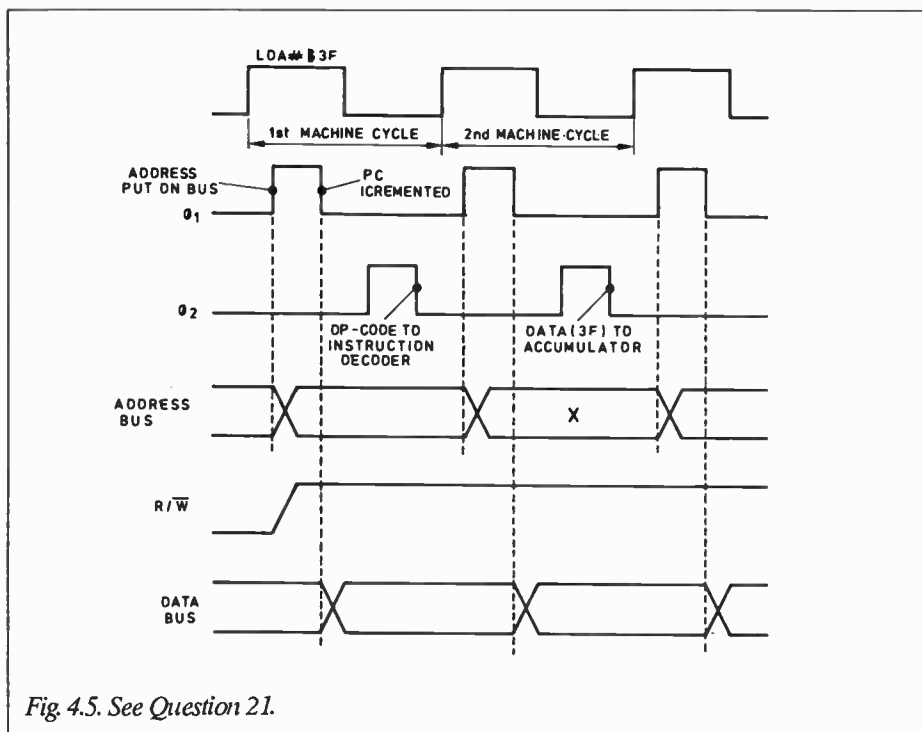 LDA# $3F
1st MACHINE CYCLE
2nd MACHINE CYCLE
ADDRESS
PUT ON BUS
PC
ICREMENTED
Ø1
Ø2
OP-CODE TO
INSTRUCTION
DECODER
DATA(3F) TO
ACCUMULATOR
ADDRESS
BUS
X
R/W̅
DATA
BUS
Fig. 4.5. See Question 21.